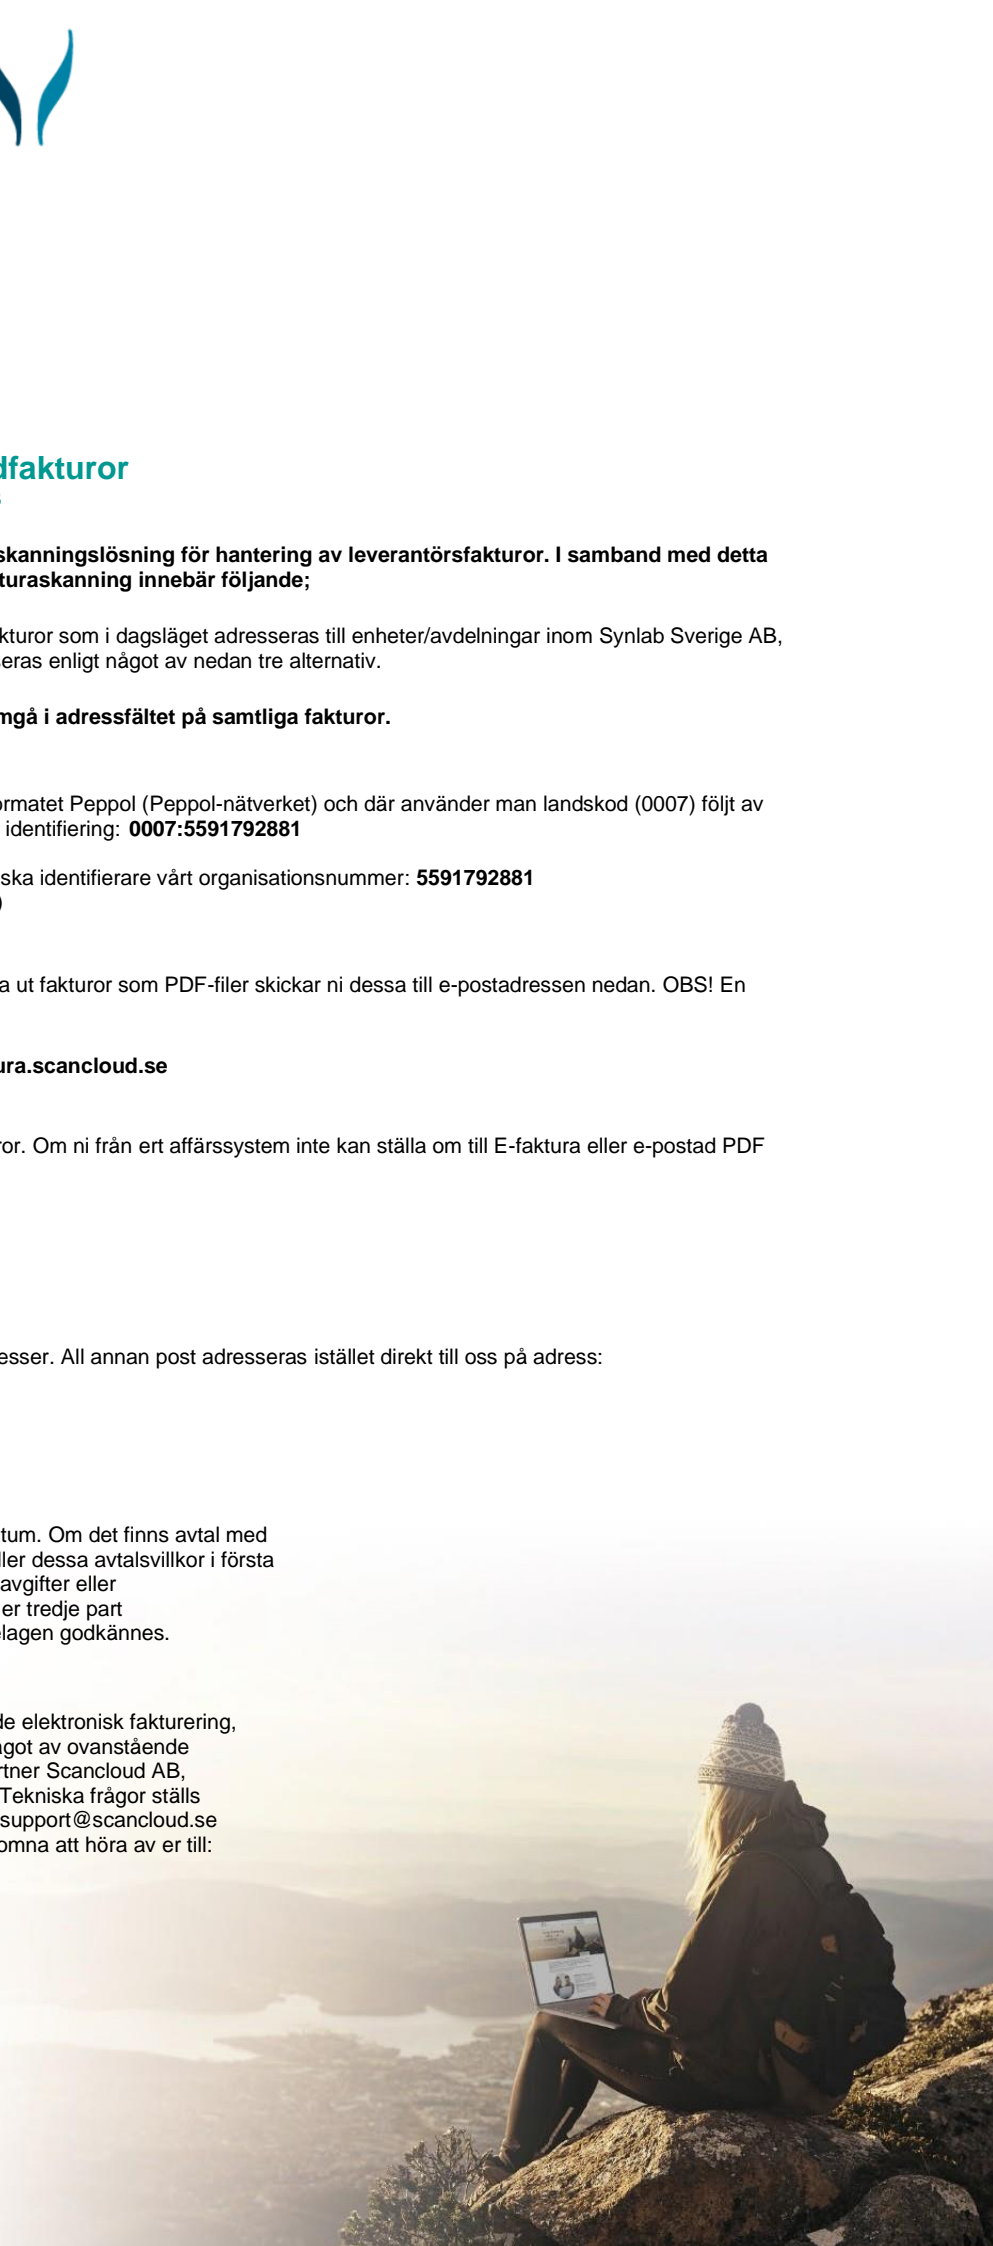 dfakturor
skanningslösning för hantering av leverantörsfakturor. I samband med detta
turaskanning innebär följande;
kturor som i dagsläget adresseras till enheter/avdelningar inom Synlab Sverige AB,
eras enligt något av nedan tre alternativ.
mgå i adressfältet på samtliga fakturor.
ormatet Peppol (Peppol-nätverket) och där använder man landskod (0007) följt av
identifiering: 0007:5591792881
ska identifierare vårt organisationsnummer: 5591792881
)
a ut fakturor som PDF-filer skickar ni dessa till e-postadressen nedan. OBS! En
ura.scancloud.se
ror. Om ni från ert affärssystem inte kan ställa om till E-faktura eller e-postad PDF
esser. All annan post adresseras istället direkt till oss på adress:
tum. Om det finns avtal med
ller dessa avtalsvillkor i första
avgifter eller
er tredje part
elagen godkännes.
de elektronisk fakturering,
ågot av ovanstående
rtner Scancloud AB,
Tekniska frågor ställs
support@scancloud.se
omna att höra av er till: